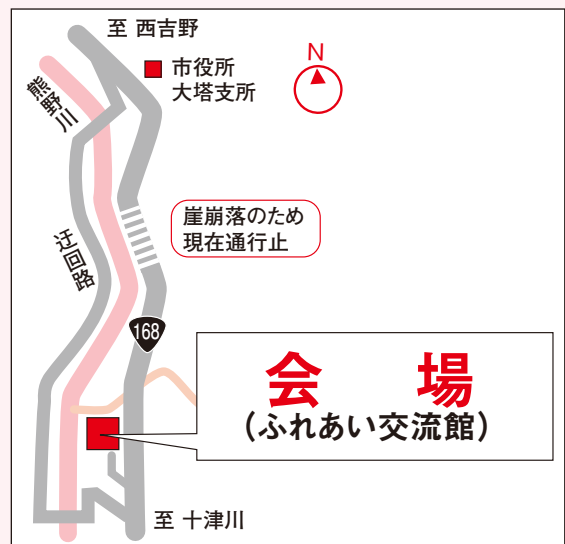 至 西吉野
市役所
大塔支所
N
熊野川
崖崩落のため
現在通行止
迂回路
168
会場
(ふれあい交流館)
至 十津川